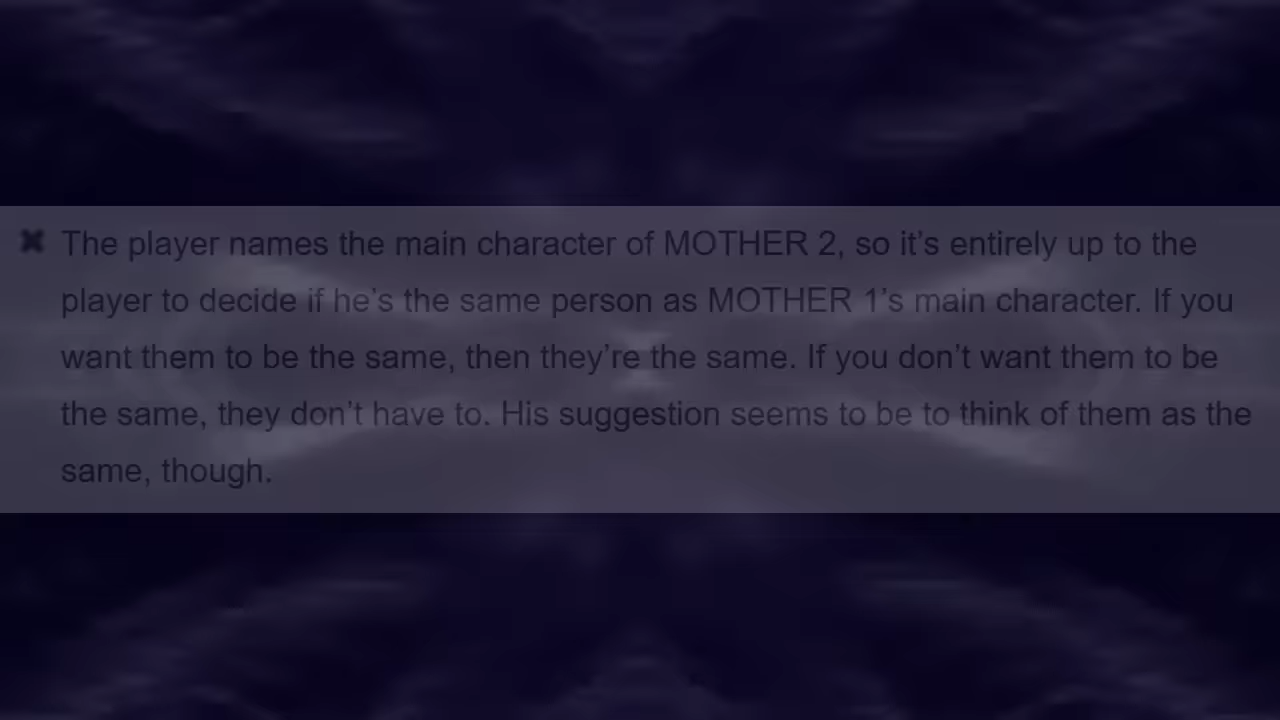 The player names the main character of MOTHER 2, so it’s entirely up to the
player to decide if he’s the same person as MOTHER 1’s main character. If you
want them to be the same, then they’re the same. If you don’t want them to be
the same, they don’t have to. His suggestion seems to be to think of them as the
same, though.